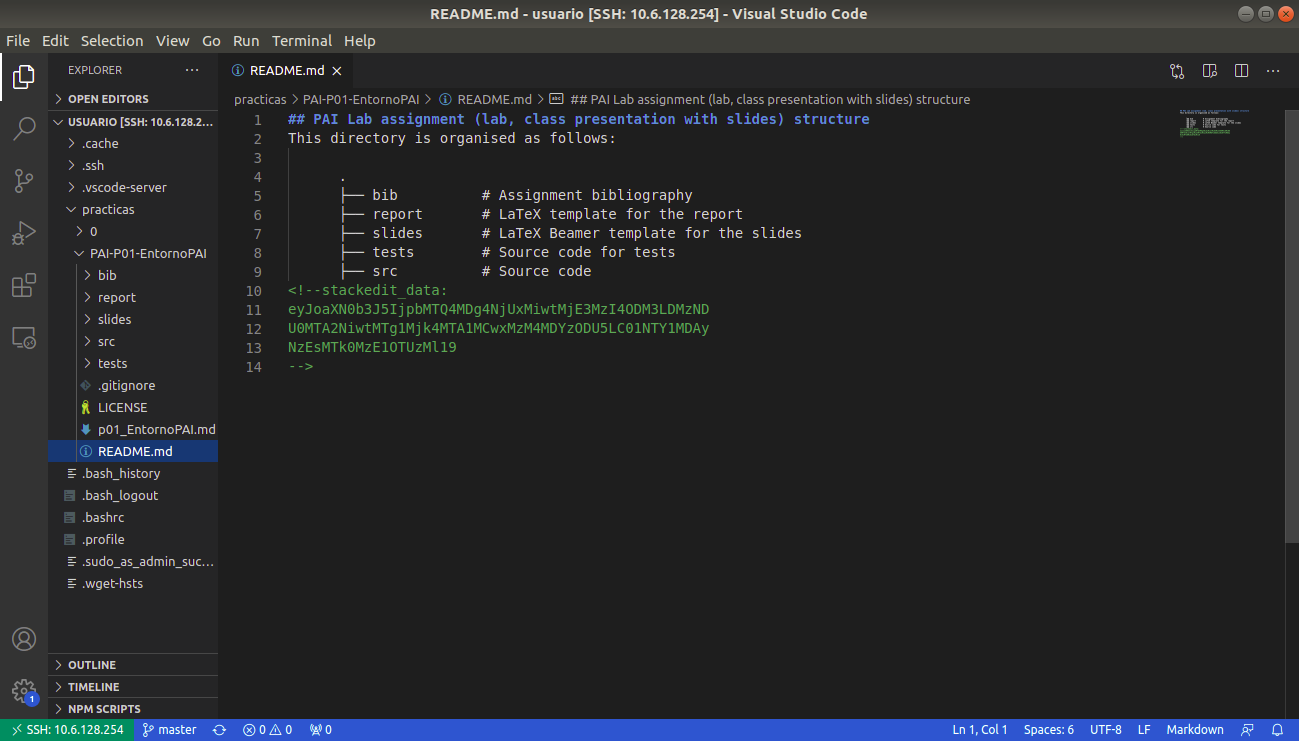 README.md - usuario [SSH: 10.6.128.254] - Visual Studio Code
File Edit Selection View Go Run Terminal Help
EXPLORER ···
OPEN EDITORS
USUARIO [SSH: 10.6.128.2...
.cache
.ssh
.vscode-server
practicas
0
PAI-P01-EntornoPAI
bib
report
slides
src
tests
.gitignore
LICENSE
p01_EntornoPAI.md
README.md
.bash_history
.bash_logout
.bashrc
.profile
.sudo_as_admin_suc...
.wget-hsts
OUTLINE
TIMELINE
NPM SCRIPTS
README.md
practicas > PAI-P01-EntornoPAI > README.md > ## PAI Lab assignment (lab, class presentation with slides) structure
1 ## PAI Lab assignment (lab, class presentation with slides) structure
2 This directory is organised as follows:
3
4 .
5 ├── bib # Assignment bibliography
6 ├── report # LaTeX template for the report
7 ├── slides # LaTeX Beamer template for the slides
8 ├── tests # Source code for tests
9 ├── src # Source code
10 <!--stackedit_data:
11 eyJoaXN0b3J5IjpbMTQ4MDg4NjUxMiwtMjE3MzI4ODM3LDMzND
12 U0MTA2NiwtMTg1Mjk4MTA1MCwxMzM4MDYzODU5LC01NTY1MDAy
13 NzEsMTk0MzE1OTUzMl19
14 -->
1
SSH: 10.6.128.254 master 0 0 0 Ln 1, Col 1 Spaces: 6 UTF-8 LF Markdown